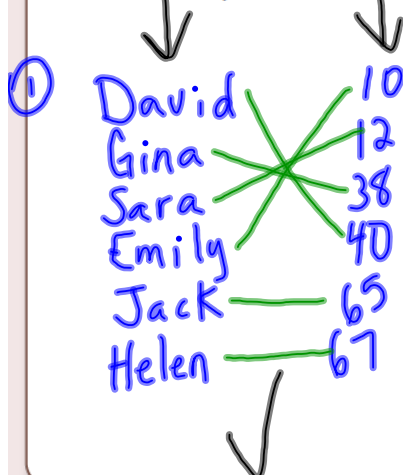 ①
David 10
Gina 12
Sara 38
Emily 40
Jack 65
Helen 67